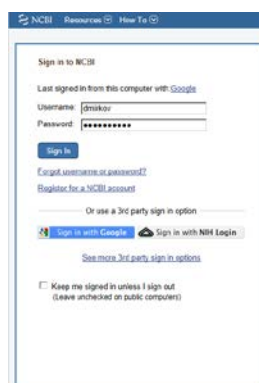 NCBI Resources How To
Sign in to NCBI
Last signed in from this computer with: Google
Username: dmirkov
Password: ••••••••••
Sign In
Forgot username or password?
Register for a NCBI account
Or use a 3rd party sign in option
Sign in with Google Sign in with NIH Login
See more 3rd party sign in options
Keep me signed in unless I sign out
(Leave unchecked on public computers)